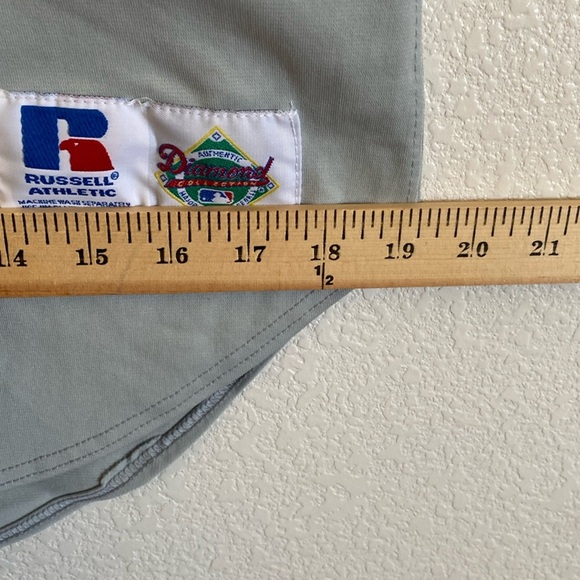 R
RUSSELL
ATHLETIC
MACHINE WASH SEPARATELY
AUTHENTIC
Diamond
COLLECTION
14 15 16 17 18 19 20 21
1/2